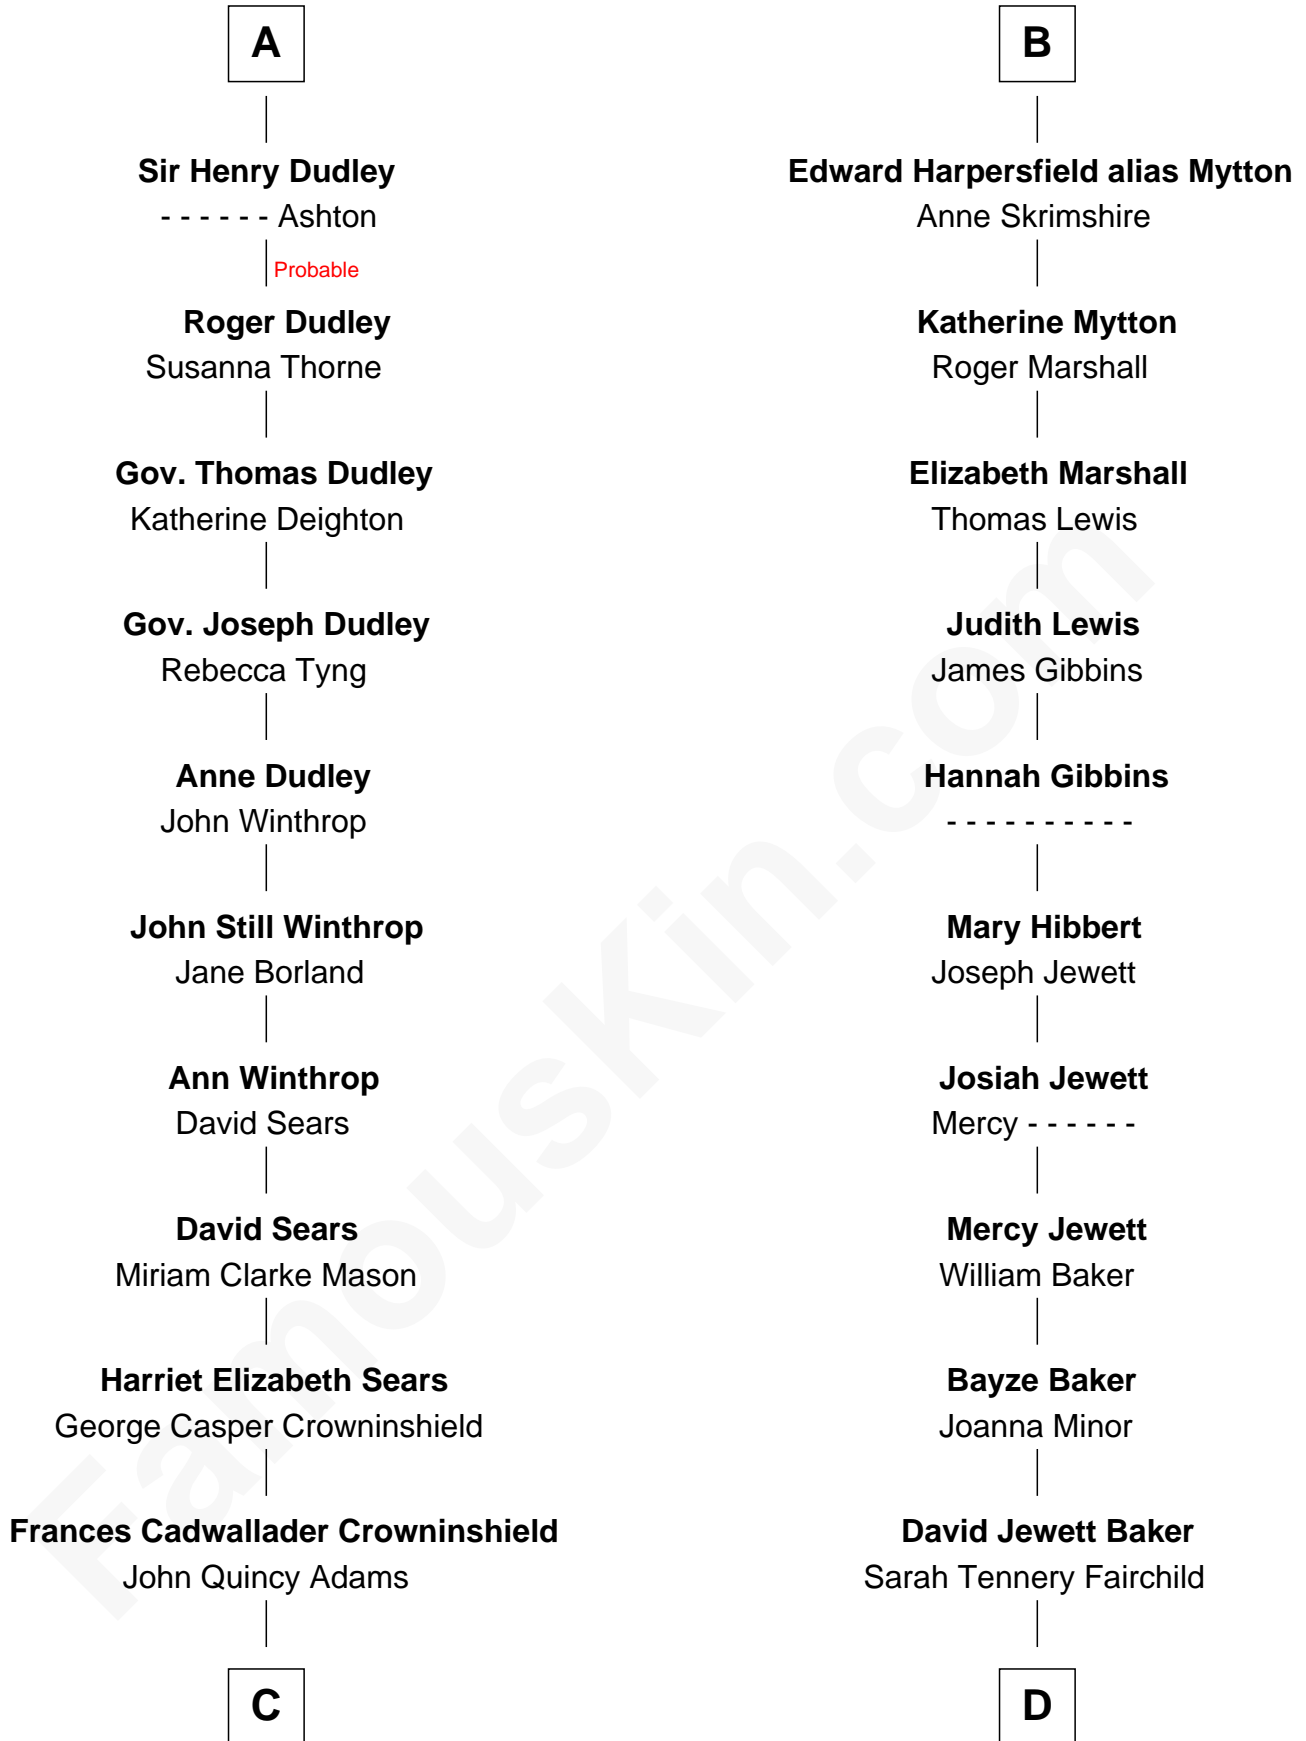 A
Sir Henry Dudley
- - - - - - Ashton
Probable
Roger Dudley
Susanna Thorne
Gov. Thomas Dudley
Katherine Deighton
Gov. Joseph Dudley
Rebecca Tyng
Anne Dudley
John Winthrop
John Still Winthrop
Jane Borland
Ann Winthrop
David Sears
David Sears
Miriam Clarke Mason
Harriet Elizabeth Sears
George Casper Crowninshield
Frances Cadwallader Crowninshield
John Quincy Adams
C
B
Edward Harpersfield alias Mytton
Anne Skrimshire
Katherine Mytton
Roger Marshall
Elizabeth Marshall
Thomas Lewis
Judith Lewis
James Gibbins
Hannah Gibbins
- - - - - - - - - -
Mary Hibbert
Joseph Jewett
Josiah Jewett
Mercy - - - - - -
Mercy Jewett
William Baker
Bayze Baker
Joanna Minor
David Jewett Baker
Sarah Tennery Fairchild
D
FamousKin.com